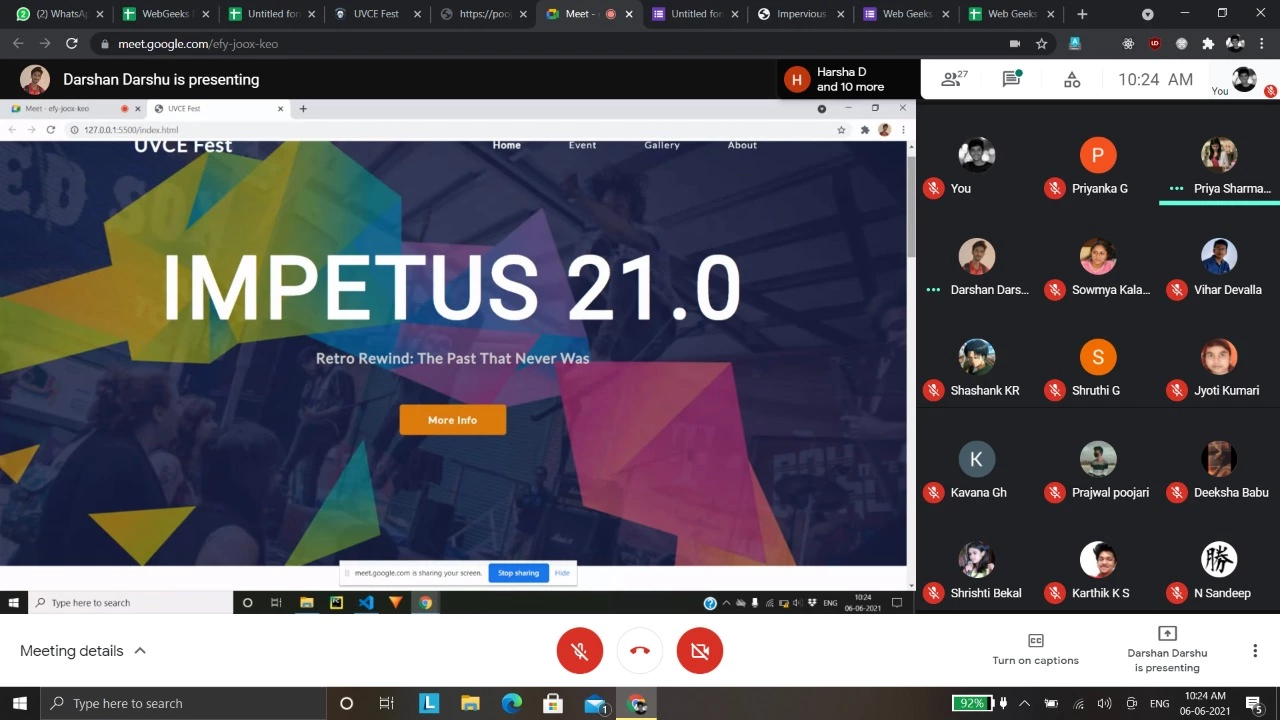 (2) WhatsA
WebGeeks
Untitled for
UVCE Fest
https://poo
Meet -
Untitled for
Impervious
Web Geeks
Web Geeks
meet.google.com/efy-joox-keo
Darshan Darshu is presenting
Harsha D
and 10 more
27
10:24 AM
You
Meet - efy-joox-keo
UVCE Fest
127.0.0.1:5500/index.html
UVCE Fest
Home
Event
Gallery
About
IMPETUS 21.0
Retro Rewind: The Past That Never Was
More Info
meet.google.com is sharing your screen.
Stop sharing
Hide
Type here to search
ENG
10:24
06-06-2021
You
P
Priyanka G
Priya Sharma...
Darshan Dars...
Sowmya Kala...
Vihar Devalla
Shashank KR
S
Shruthi G
Jyoti Kumari
K
Kavana Gh
Prajwal poojari
Deeksha Babu
Shrishti Bekal
Karthik K S
勝
N Sandeep
Meeting details
Turn on captions
Darshan Darshu
is presenting
Type here to search
92%
ENG
10:24 AM
06-06-2021
5